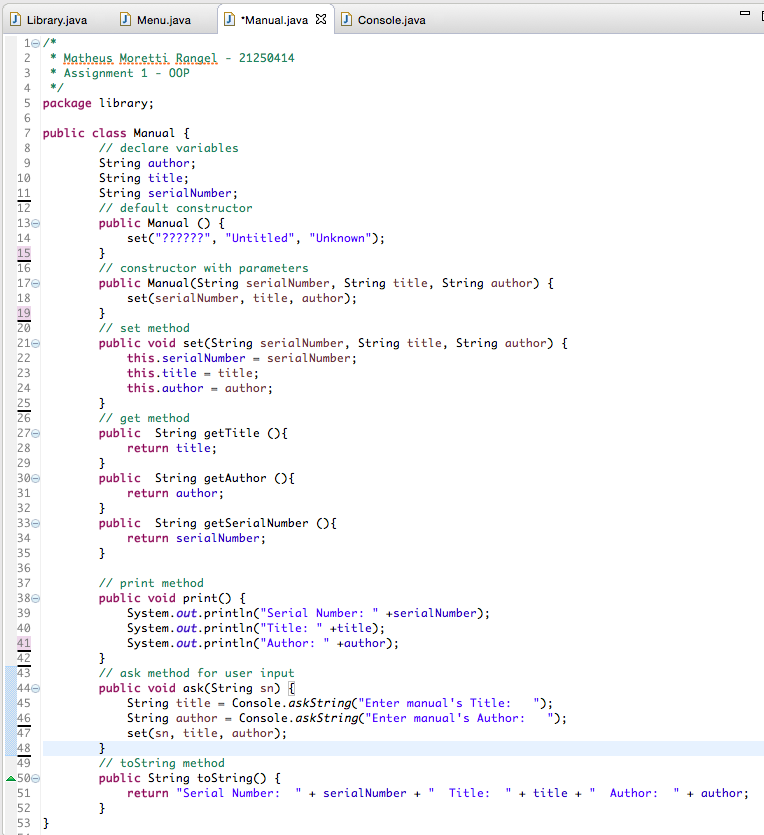 Library.java Menu.java *Manual.java Console.java
1 /*
2  * Matheus Moretti Rangel - 21250414
3  * Assignment 1 - OOP
4  */
5 package library;
6
7 public class Manual {
8         // declare variables
9         String author;
10         String title;
11         String serialNumber;
12         // default constructor
13         public Manual () {
14             set("??????", "Untitled", "Unknown");
15         }
16         // constructor with parameters
17         public Manual(String serialNumber, String title, String author) {
18             set(serialNumber, title, author);
19         }
20         // set method
21         public void set(String serialNumber, String title, String author) {
22             this.serialNumber = serialNumber;
23             this.title = title;
24             this.author = author;
25         }
26         // get method
27         public  String getTitle (){
28             return title;
29         }
30         public  String getAuthor (){
31             return author;
32         }
33         public  String getSerialNumber (){
34             return serialNumber;
35         }
36
37         // print method
38         public void print() {
39             System.out.println("Serial Number: " +serialNumber);
40             System.out.println("Title: " +title);
41             System.out.println("Author: " +author);
42         }
43         // ask method for user input
44         public void ask(String sn) {
45             String title = Console.askString("Enter manual's Title:   ");
46             String author = Console.askString("Enter manual's Author:   ");
47             set(sn, title, author);
48         }
49         // toString method
50         public String toString() {
51             return "Serial Number:  " + serialNumber + "  Title:  " + title + "  Author:  " + author;
52         }
53 }